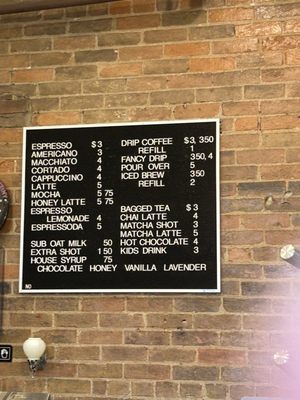 ESPRESSO $3
AMERICANO 3
MACCHIATO 4
CORTADO 4
CAPPUCCINO 4
LATTE 5
MOCHA 5 75
HONEY LATTE 5 75
ESPRESSO
LEMONADE 4
ESPRESSODA 5
SUB OAT MILK 50
EXTRA SHOT 1 50
HOUSE SYRUP 75
CHOCOLATE HONEY VANILLA LAVENDER
DRIP COFFEE $3, 350
REFILL 1
FANCY DRIP 350, 4
POUR OVER 5
ICED BREW 350
REFILL 2
BAGGED TEA $3
CHAI LATTE 4
MATCHA SHOT 3
MATCHA LATTE 5
HOT CHOCOLATE 4
KIDS DRINK 3
NO